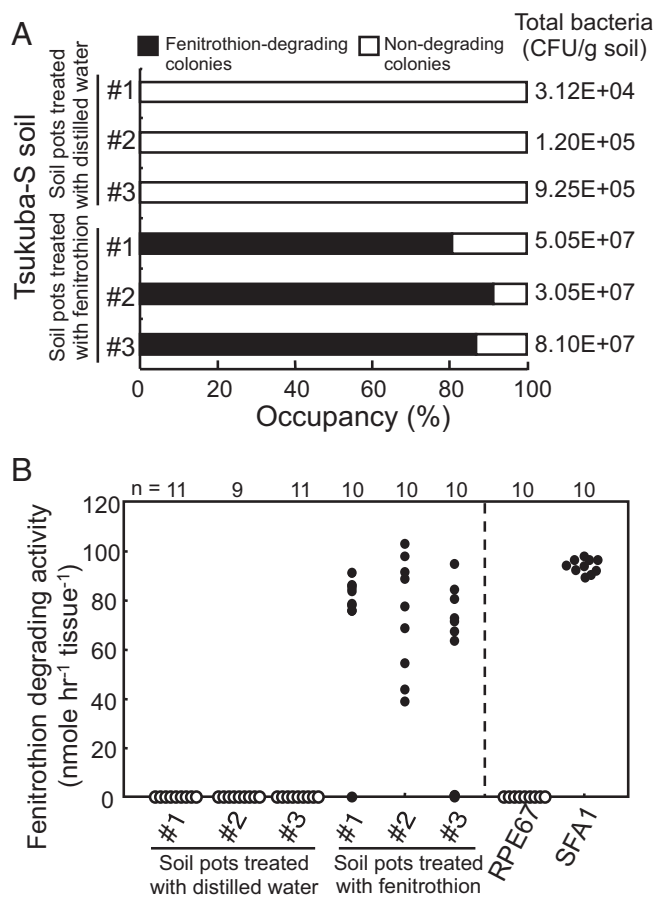 A
Fenitrothion-degrading colonies
Non-degrading colonies
Total bacteria
(CFU/g soil)
Tsukuba-S soil
Soil pots treated
with distilled water
#1
3.12E+04
#2
1.20E+05
#3
9.25E+05
Soil pots treated
with fenitrothion
#1
5.05E+07
#2
3.05E+07
#3
8.10E+07
0 20 40 60 80 100
Occupancy (%)
B
n = 11 9 11 10 10 10 10 10
Fenitrothion degrading activity
(nmole hr⁻¹ tissue⁻¹)
120
100
80
60
40
20
0
#1 #2 #3 #1 #2 #3 RPE67 SFA1
Soil pots treated
with distilled water
Soil pots treated
with fenitrothion